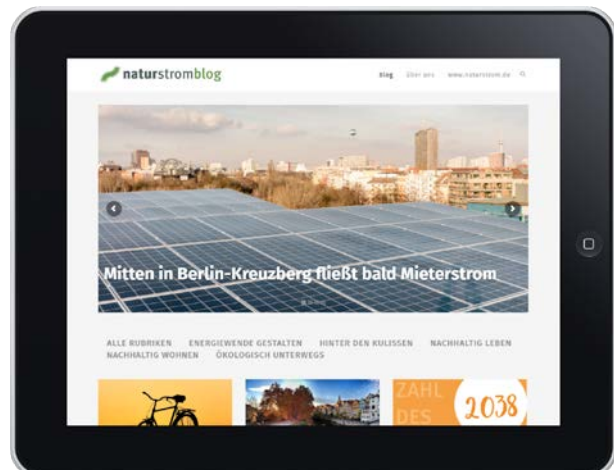 naturstromblog
Blog Über uns www.naturstrom.de
Mitten in Berlin-Kreuzberg fließt bald Mieterstrom
ALLE RUBRIKEN ENERGIEWENDE GESTALTEN HINTER DEN KULISSEN NACHHALTIG LEBEN
NACHHALTIG WOHNEN ÖKOLOGISCH UNTERWEGS
ZAHL
DES
2038